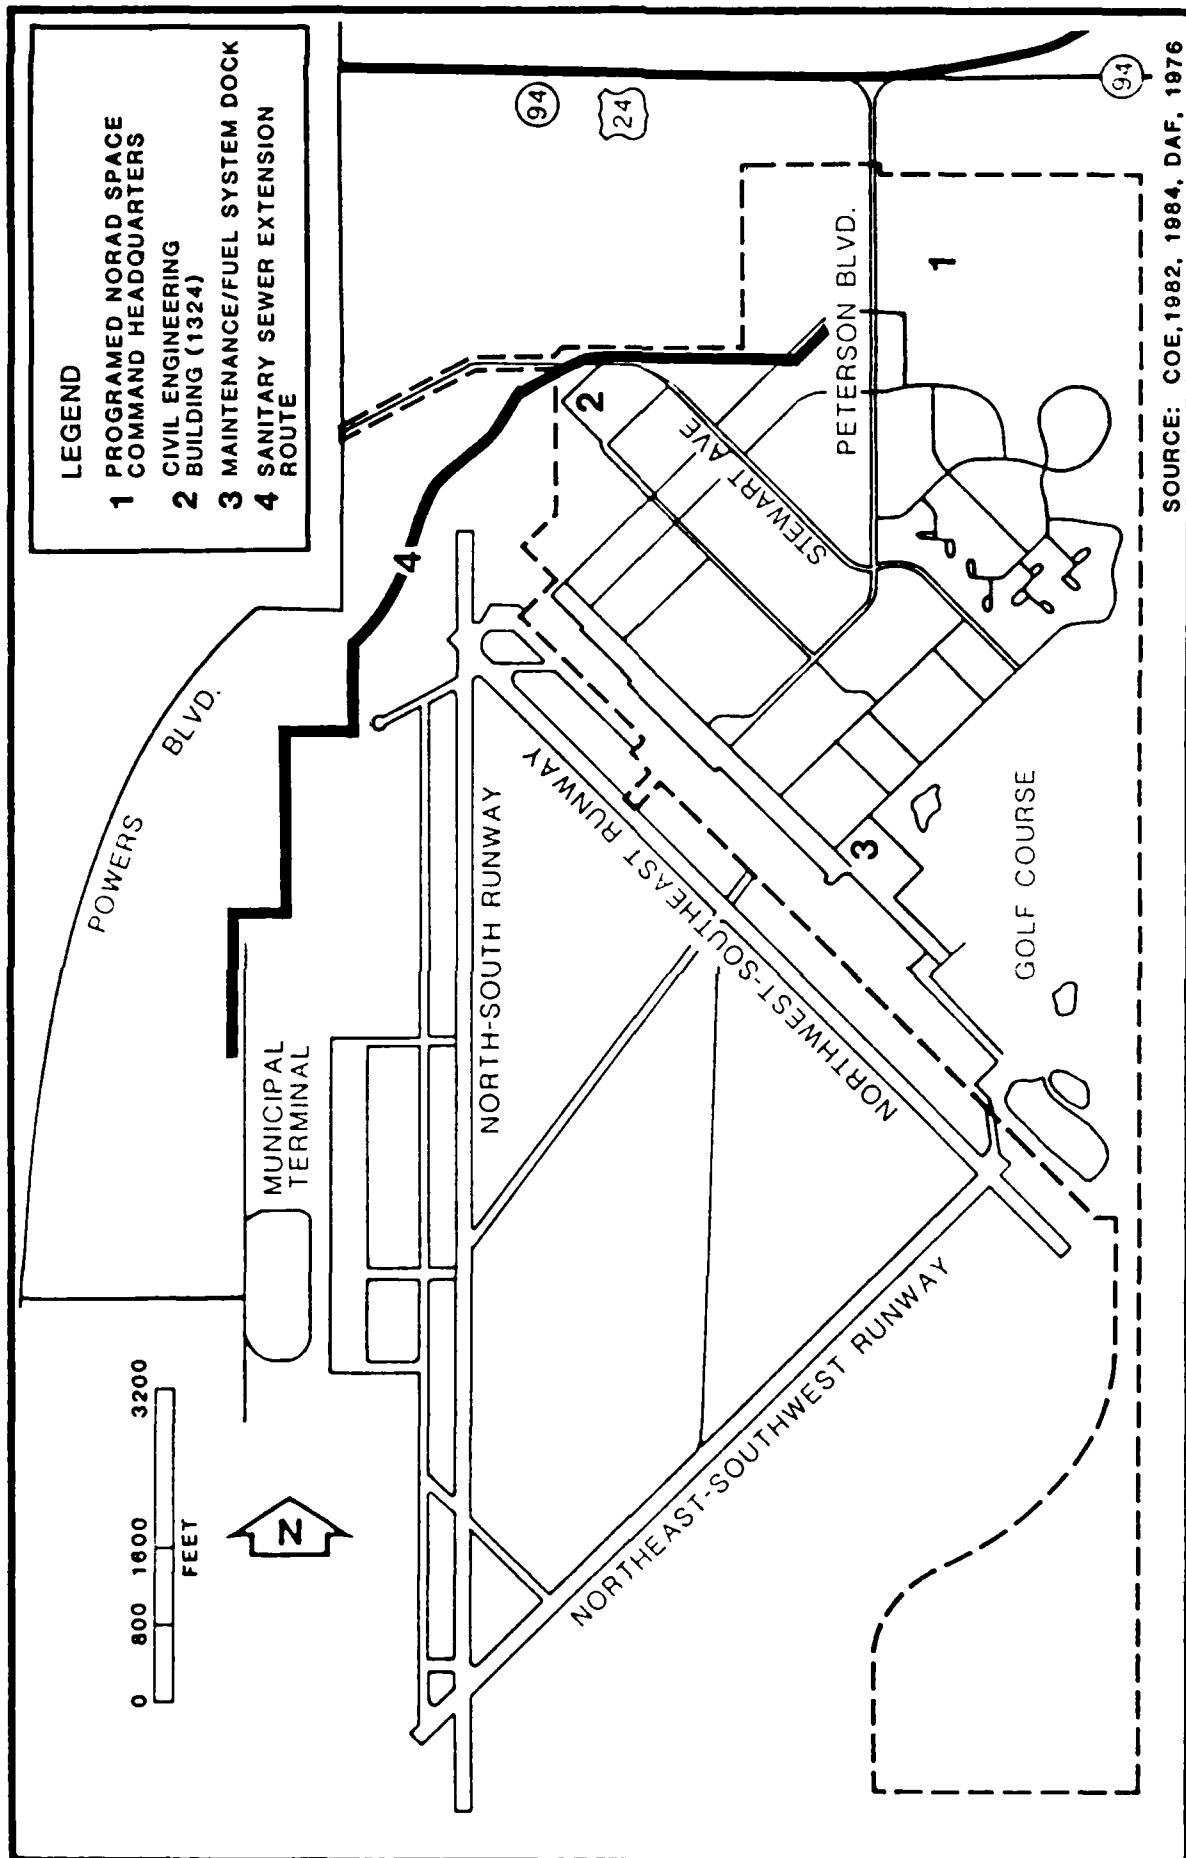 LEGEND
1 PROGRAMED NORAD SPACE
COMMAND HEADQUARTERS
2 CIVIL ENGINEERING
BUILDING (1324)
3 MAINTENANCE/FUEL SYSTEM DOCK
4 SANITARY SEWER EXTENSION
ROUTE
94
24
94
POWERS
BLVD.
4
2
1
3
STEWART AVE
PETERSON BLVD.
MUNICIPAL
TERMINAL
NORTH-SOUTH RUNWAY
NORTHWEST-SOUTHEAST RUNWAY
NORTHEAST-SOUTHWEST RUNWAY
GOLF COURSE
0 800 1600 3200
FEET
N
SOURCE: COE,1982, 1984, DAF, 1976